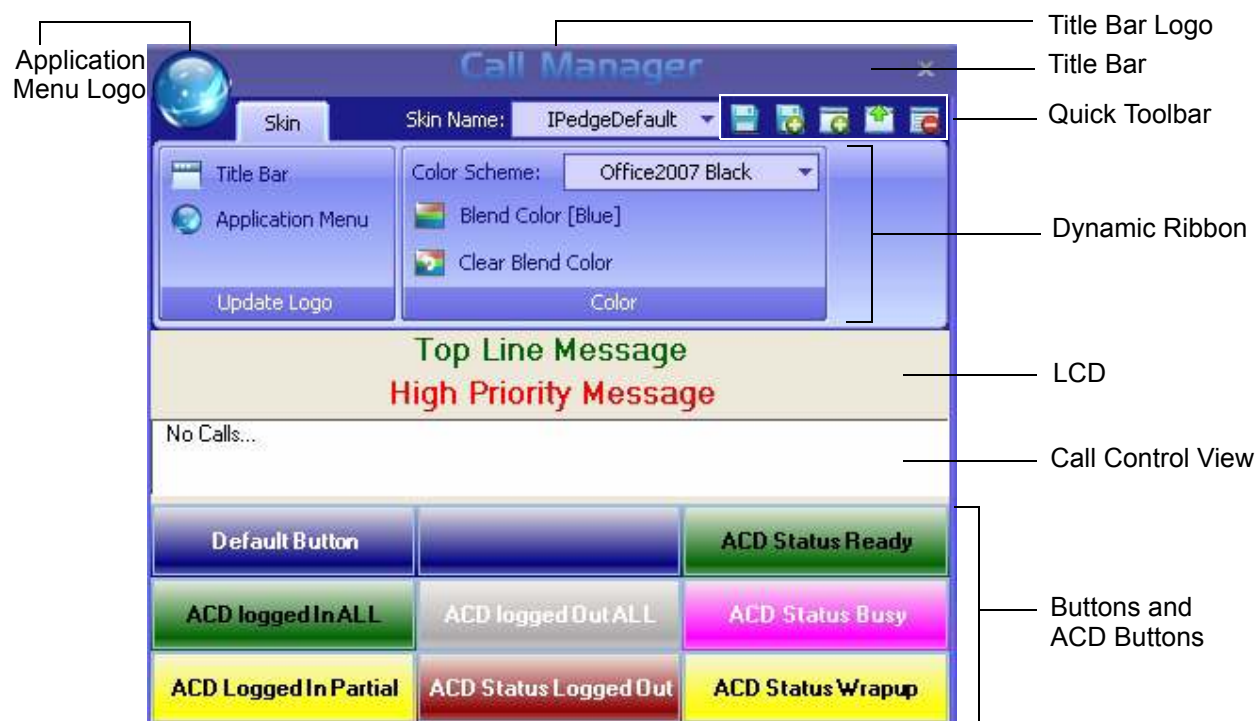 Title Bar Logo
Application
Menu Logo
Call Manager
Title Bar
Skin
Skin Name:
IPedgeDefault
Quick Toolbar
Title Bar
Color Scheme:
Office2007 Black
Application Menu
Blend Color [Blue]
Clear Blend Color
Dynamic Ribbon
Update Logo
Color
Top Line Message
High Priority Message
LCD
No Calls...
Call Control View
Default Button
ACD Status Ready
ACD logged In ALL
ACD logged Out ALL
ACD Status Busy
Buttons and
ACD Buttons
ACD Logged In Partial
ACD Status Logged Out
ACD Status Wrapup